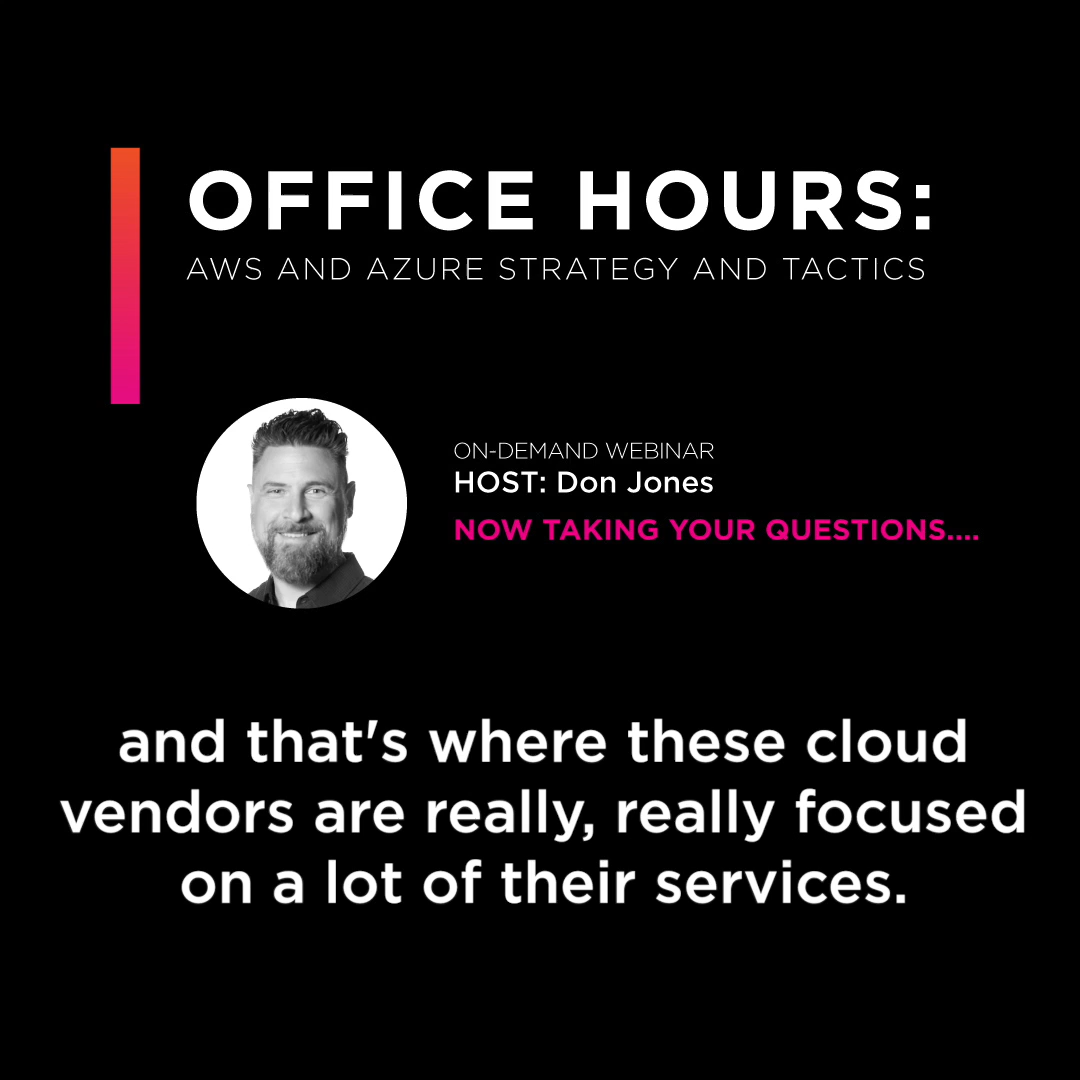 OFFICE HOURS:
AWS AND AZURE STRATEGY AND TACTICS
ON-DEMAND WEBINAR
HOST: Don Jones
NOW TAKING YOUR QUESTIONS....
and that's where these cloud
vendors are really, really focused
on a lot of their services.